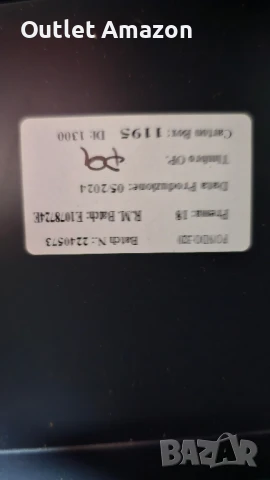 Outlet Amazon
Batch N.: 2240573
Pressa: 18 R.M. Batch: E1078724E
Data Produzione: 05/2024
Timbro OP.
Carton Box: 1195 DI: 1300
bazar